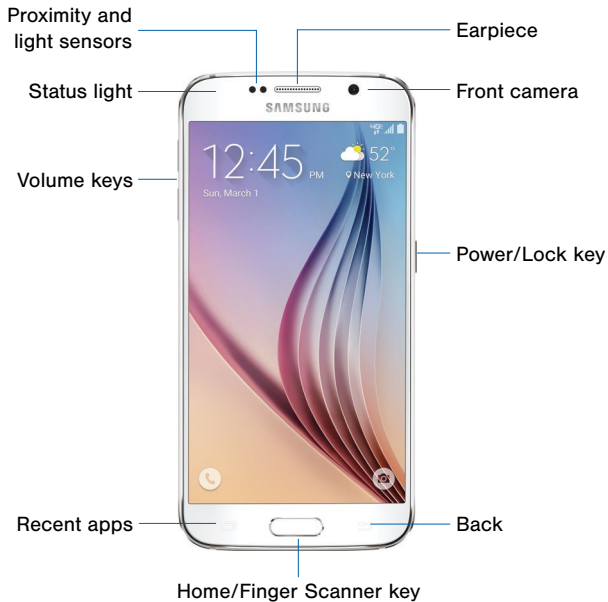 Proximity and
light sensors
Earpiece
Status light
Front camera
SAMSUNG
4G
12:45 PM
52°
New York
Sun, March 1
Volume keys
Power/Lock key
Recent apps
Back
Home/Finger Scanner key